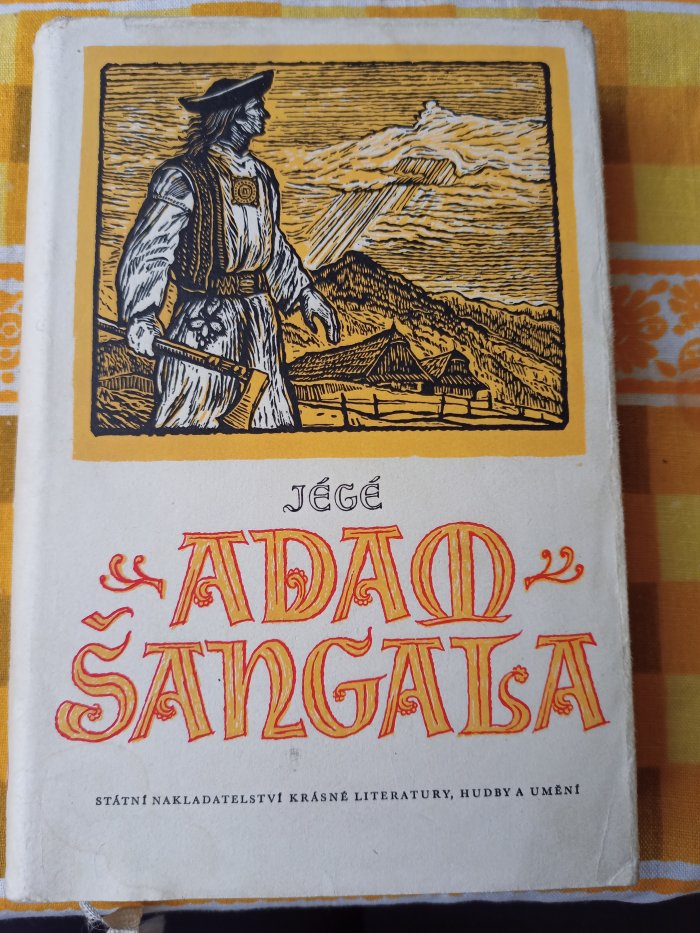 JÉGÉ
ADAM
ŠANGALA
STÁTNÍ NAKLADATELSTVÍ KRÁSNÉ LITERATURY, HUDBY A UMĚNÍ